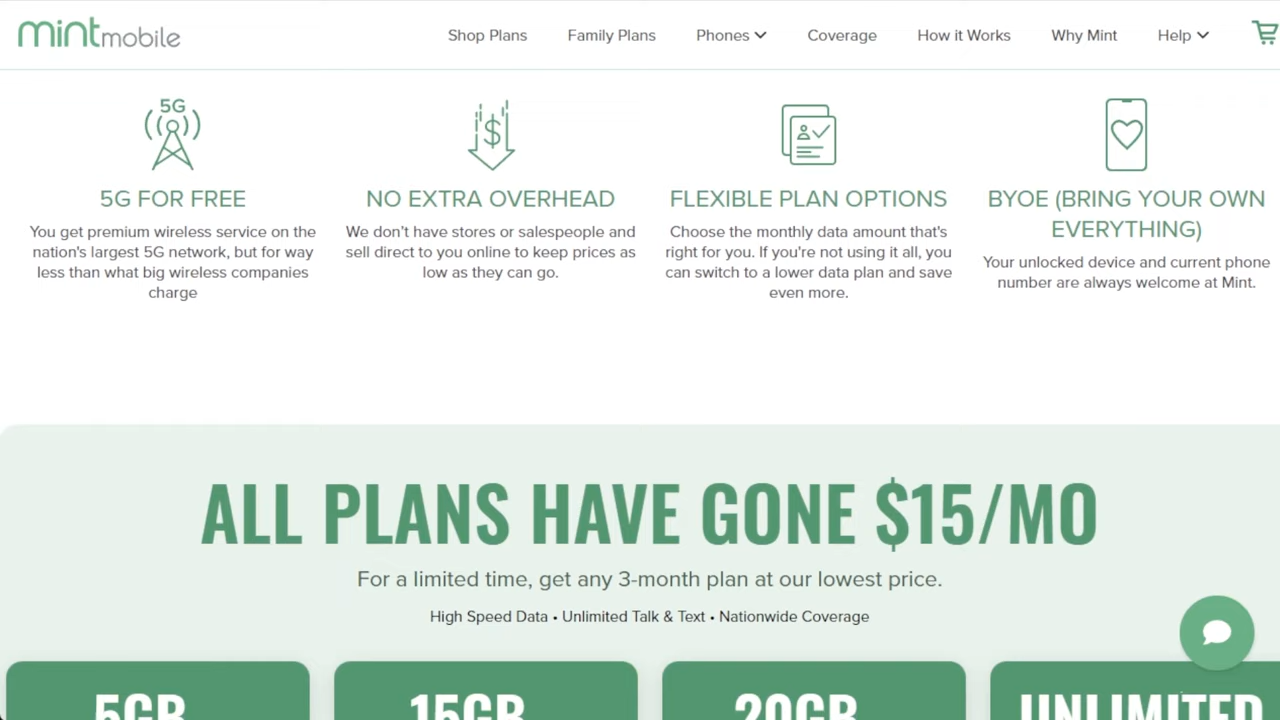 mintmobile
Shop Plans
Family Plans
Phones
Coverage
How it Works
Why Mint
Help
5G
5G FOR FREE
You get premium wireless service on the
nation's largest 5G network, but for way
less than what big wireless companies
charge
$
NO EXTRA OVERHEAD
We don't have stores or salespeople and
sell direct to you online to keep prices as
low as they can go.
FLEXIBLE PLAN OPTIONS
Choose the monthly data amount that's
right for you. If you're not using it all, you
can switch to a lower data plan and save
even more.
BYOE (BRING YOUR OWN
EVERYTHING)
Your unlocked device and current phone
number are always welcome at Mint.
ALL PLANS HAVE GONE $15/MO
For a limited time, get any 3-month plan at our lowest price.
High Speed Data • Unlimited Talk & Text • Nationwide Coverage
5GB
15GB
20GB
UNLIMITED